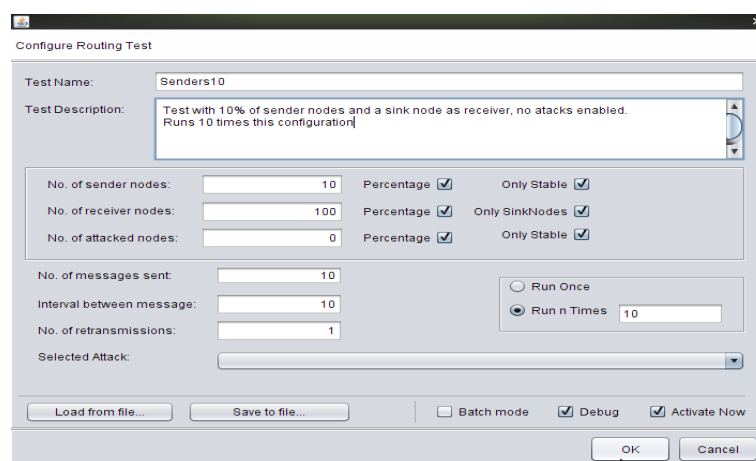 Configure Routing Test
Test Name: Senders10
Test Description: Test with 10% of sender nodes and a sink node as receiver, no atacks enabled.
Runs 10 times this configuration
No. of sender nodes: 10 Percentage Only Stable
No. of receiver nodes: 100 Percentage Only SinkNodes
No. of attacked nodes: 0 Percentage Only Stable
No. of messages sent: 10
Interval between message: 10
No. of retransmissions: 1
Run Once
Run n Times 10
Selected Attack:
Load from file... Save to file... Batch mode Debug Activate Now
OK Cancel